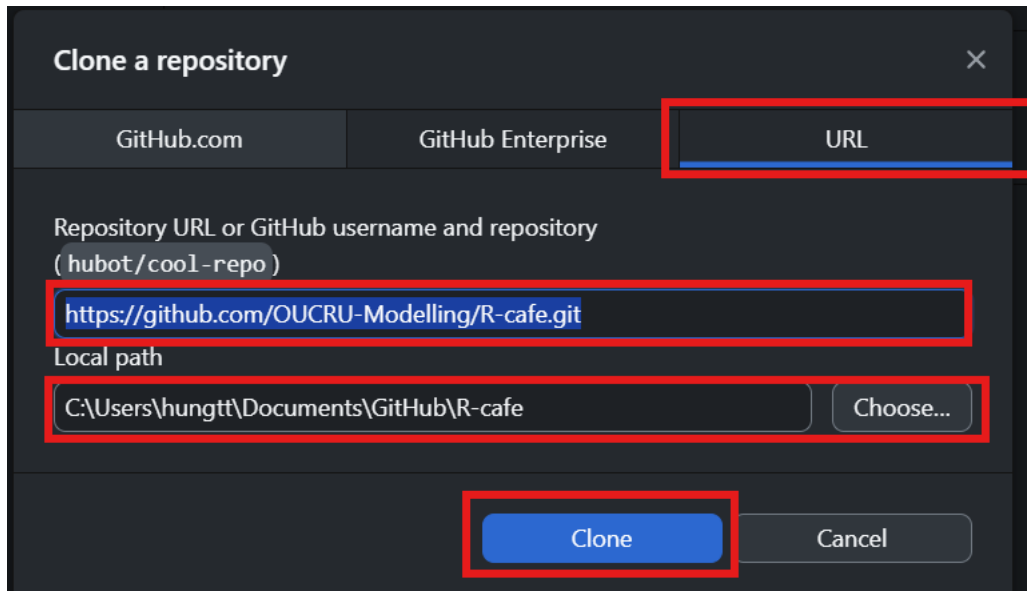 Clone a repository
GitHub.com
GitHub Enterprise
URL
Repository URL or GitHub username and repository
(hubot/cool-repo)
https://github.com/OUCRU-Modelling/R-cafe.git
Local path
C:\Users\hungtt\Documents\GitHub\R-cafe
Choose...
Clone
Cancel